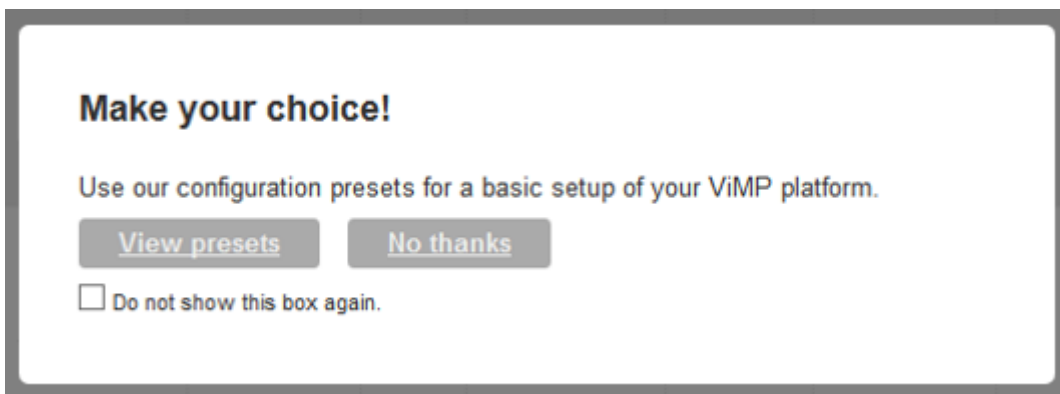 Make your choice!
Use our configuration presets for a basic setup of your ViMP platform.
View presets No thanks
Do not show this box again.